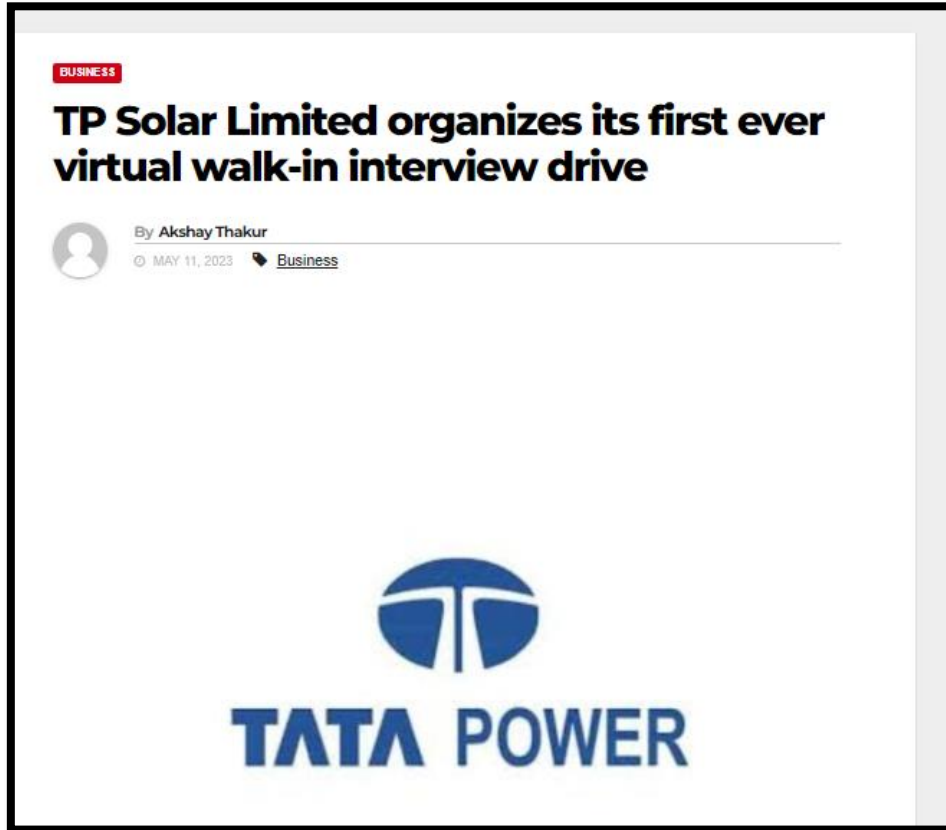 BUSINESS
TP Solar Limited organizes its first ever
virtual walk-in interview drive
By Akshay Thakur
MAY 11, 2023 Business
TATA POWER